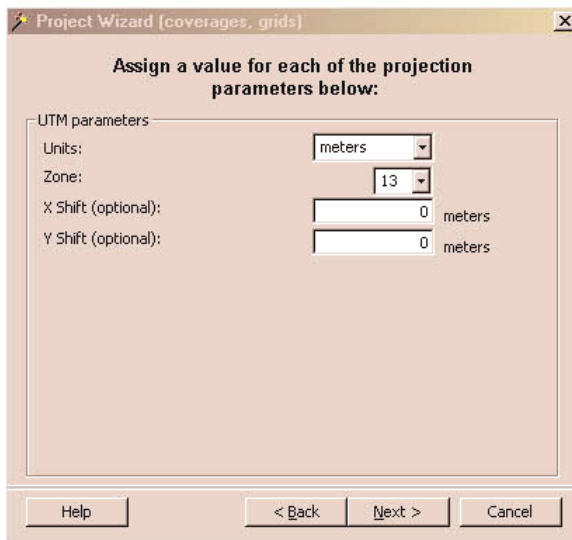 Project Wizard (coverages, grids)
Assign a value for each of the projection
parameters below:
UTM parameters
Units: meters
Zone: 13
X Shift (optional): 0 meters
Y Shift (optional): 0 meters
Help < Back Next > Cancel